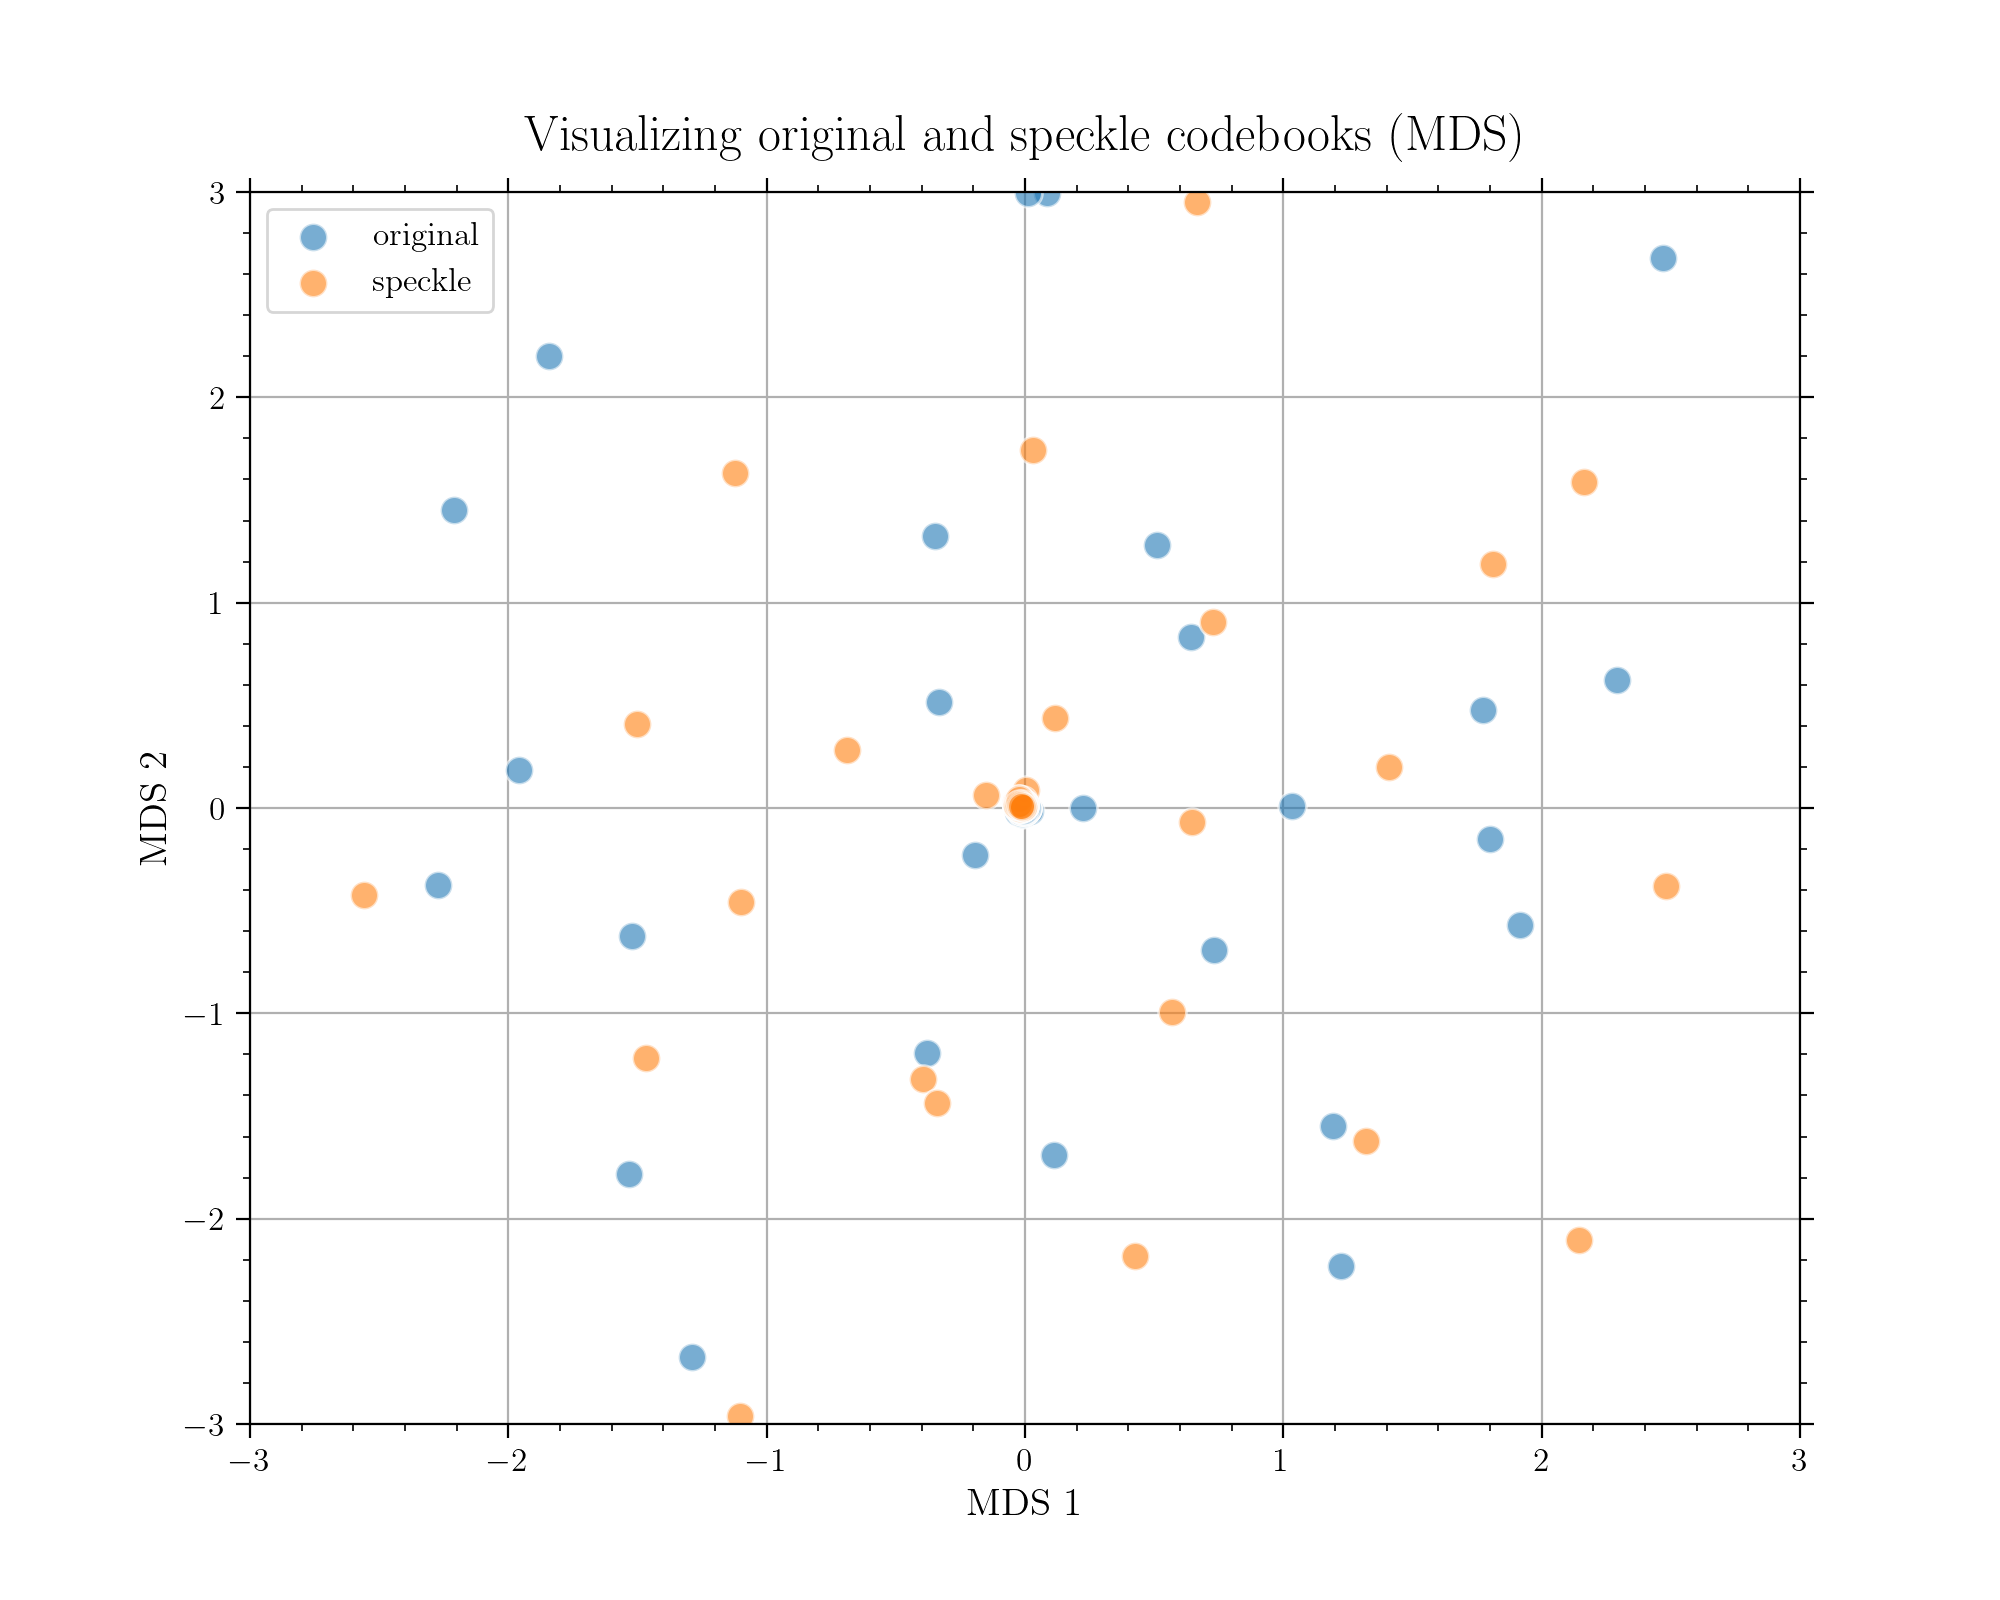 Visualizing original and speckle codebooks (MDS)
original
speckle
3
2
1
0
−1
−2
−3
MDS 2
−3
−2
−1
0
1
2
3
MDS 1